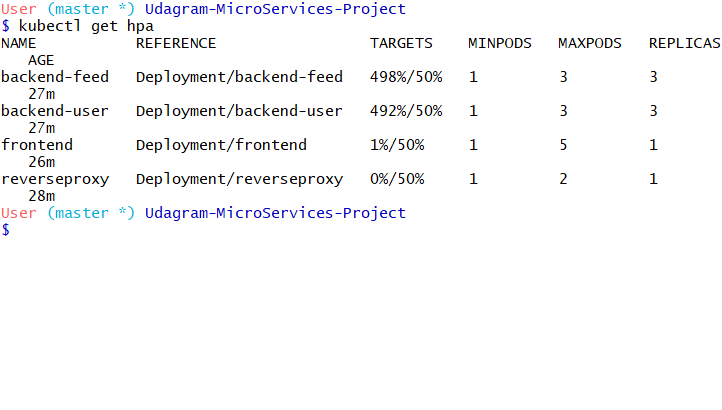 User (master *) Udagram-MicroServices-Project
$ kubectl get hpa
NAME           REFERENCE                 TARGETS    MINPODS   MAXPODS   REPLICAS
   AGE
backend-feed   Deployment/backend-feed   498%/50%   1         3         3
   27m
backend-user   Deployment/backend-user   492%/50%   1         3         3
   27m
frontend       Deployment/frontend       1%/50%     1         5         1
   26m
reverseproxy   Deployment/reverseproxy   0%/50%     1         2         1
   28m
User (master *) Udagram-MicroServices-Project
$